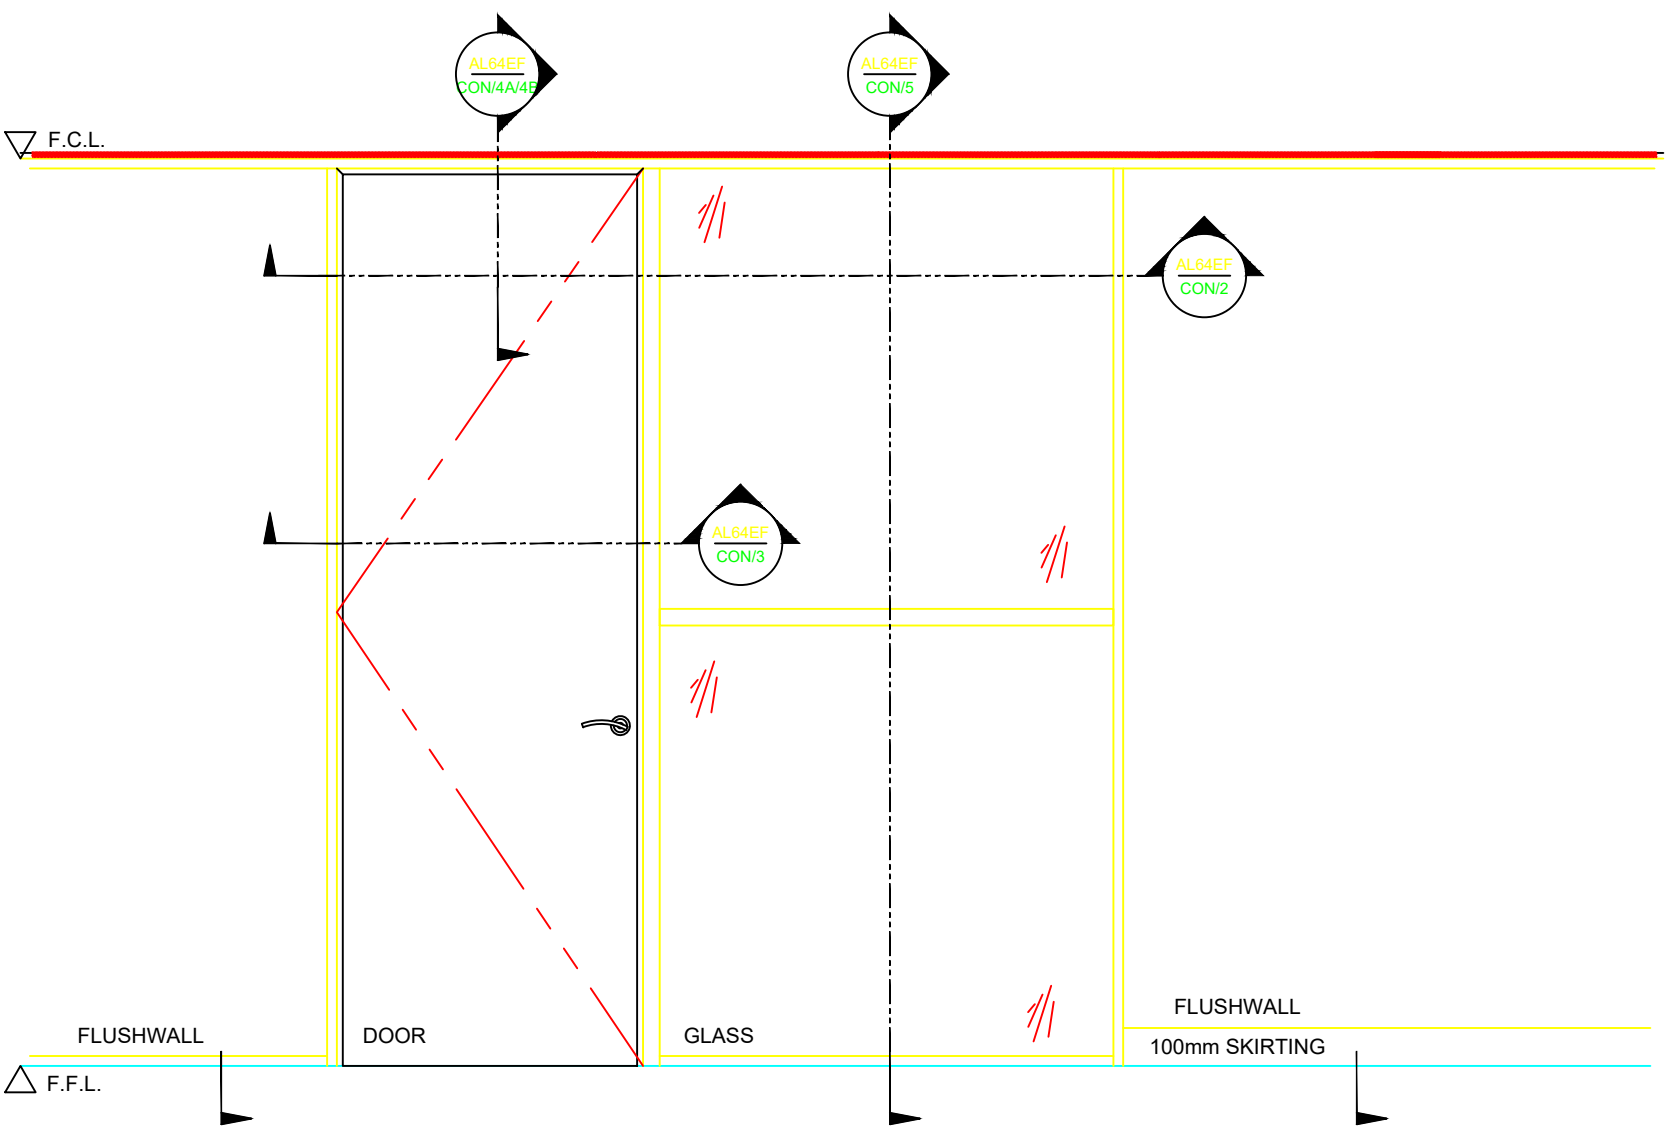 AL64EF
CON/4A/4B
AL64EF
CON/5
F.C.L.
AL64EF
CON/2
AL64EF
CON/3
FLUSHWALL
FLUSHWALL
DOOR
GLASS
100mm SKIRTING
F.F.L.